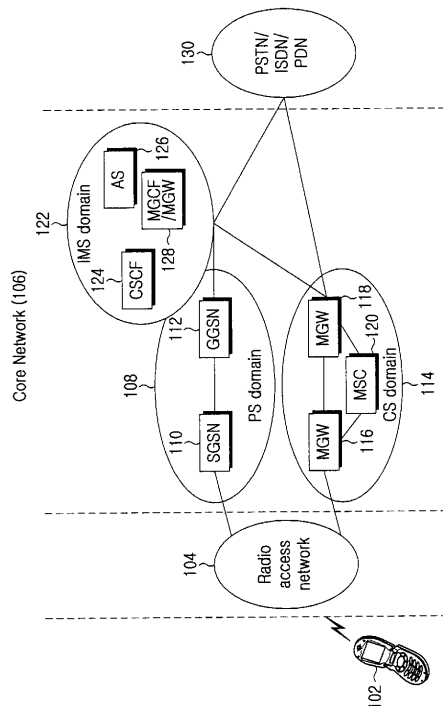 Core Network (106)
122
IMS domain
124
CSCF
AS
126
MGCF
/MGW
128
130
PSTN/
ISDN/
PDN
108
110
SGSN
112
GGSN
PS domain
104
Radio
access
network
MGW
116
MGW
118
120
MSC
CS domain
114
102